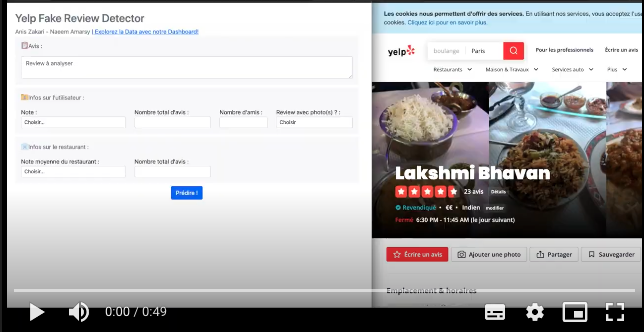 Yelp Fake Review Detector
Anis Zakari - Naeem Amarsy | Explorez la Data avec notre Dashboard!
Avis :
Review à analyser
Infos sur l'utilisateur :
Note : Nombre total d'avis : Nombre d'amis : Review avec photo(s) ? :
Choisir... Choisir
Infos sur le restaurant :
Note moyenne du restaurant : Nombre total d'avis :
Choisir...
Prédire !
Les cookies nous permettent d'offrir des services. En utilisant nos services, vous acceptez l'us
cookies. Cliquez ici pour en savoir plus.
yelp boulange Paris Pour les professionnels Écrire un avis
Restaurants Maison & Travaux Services auto Plus
Lakshmi Bhavan
23 avis Détails
Revendiqué • €€ • Indien modifier
Fermé 6:30 PM - 11:45 AM (le jour suivant)
Écrire un avis Ajouter une photo Partager Sauvegarder
Emplacement & horaires
0:00 / 0:49